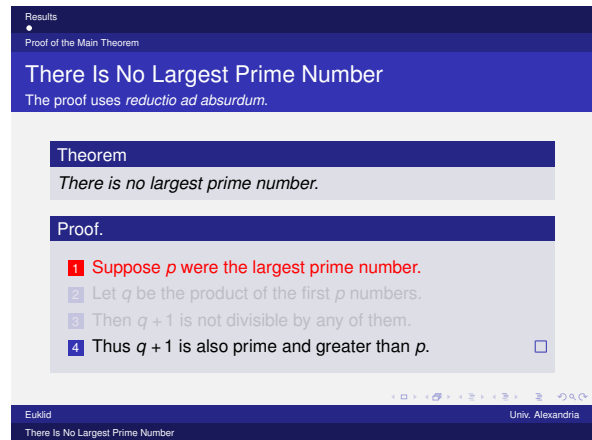 Results
Proof of the Main Theorem
There Is No Largest Prime Number
The proof uses reductio ad absurdum.
Theorem
There is no largest prime number.
Proof.
1 Suppose p were the largest prime number.
2 Let q be the product of the first p numbers.
3 Then q + 1 is not divisible by any of them.
4 Thus q + 1 is also prime and greater than p.
Euklid Univ. Alexandria
There Is No Largest Prime Number